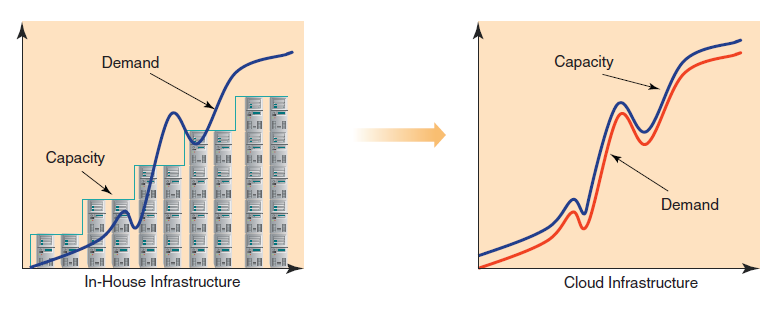 Demand
Capacity
In-House Infrastructure
Capacity
Demand
Cloud Infrastructure